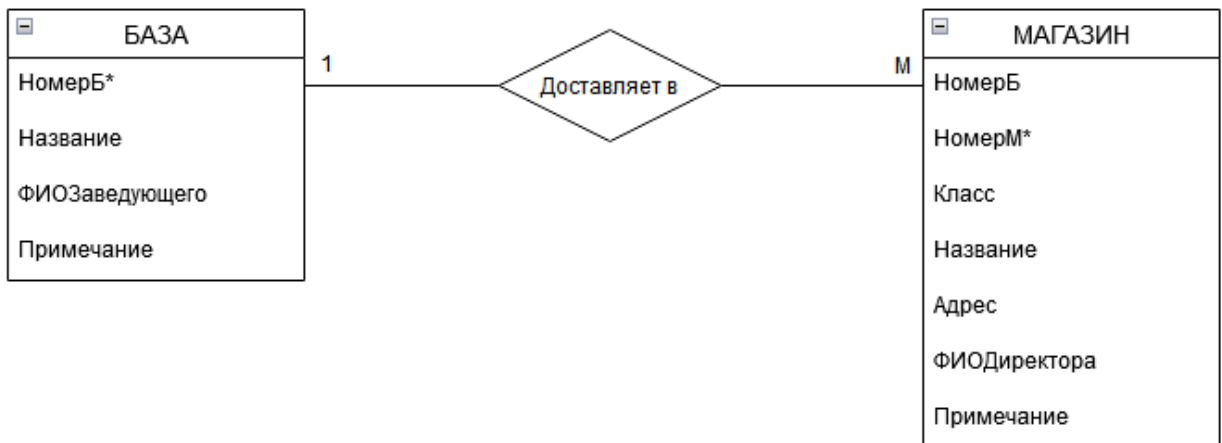 БАЗА
НомерБ*
Название
ФИОЗаведующего
Примечание
1
Доставляет в
М
МАГАЗИН
НомерБ
НомерМ*
Класс
Название
Адрес
ФИОДиректора
Примечание